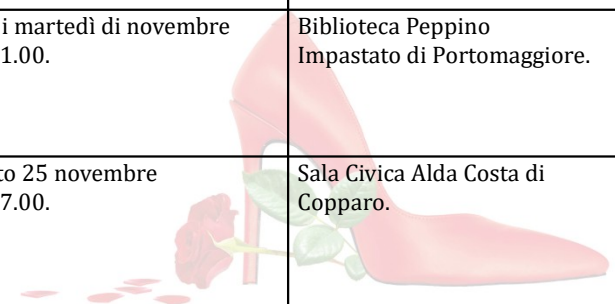 i martedì di novembre
1.00.
Biblioteca Peppino
Impastato di Portomaggiore.
to 25 novembre
7.00.
Sala Civica Alda Costa di
Copparo.